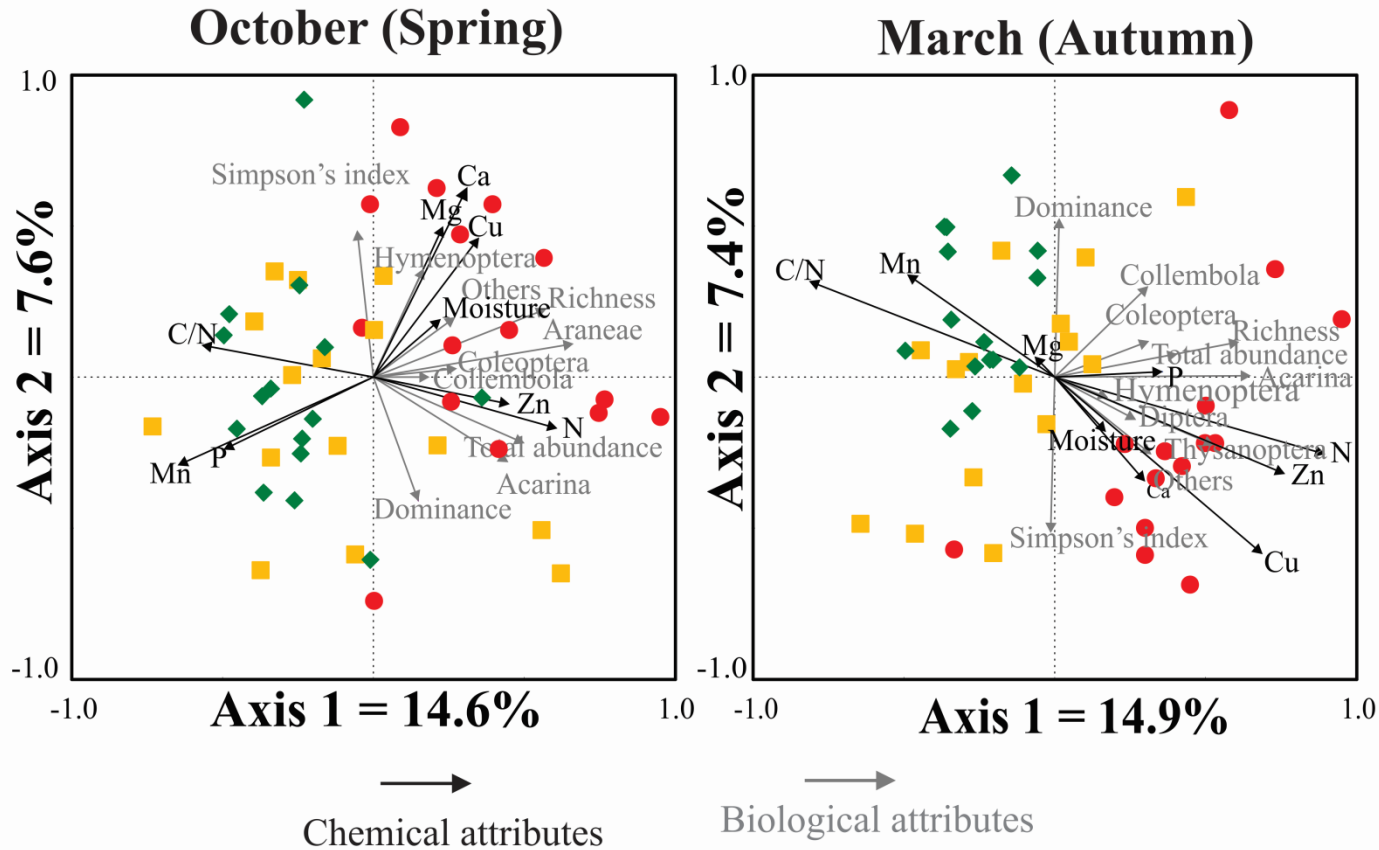 October (Spring)
March (Autumn)
1.0
1.0
Simpson's index
Ca
Mg
Cu
Hymenoptera
Others
Moisture
Richness
Araneae
C/N
Coleoptera
Collembola
Zn
N
Total abundance
Mn
P
Acarina
Dominance
Axis 2 = 7.6%
-1.0
-1.0
Axis 1 = 14.6%
1.0
Dominance
C/N
Mn
Collembola
Coleoptera
Richness
Mg
Total abundance
P
Acarina
Hymenoptera
Diptera
Moisture
Thysanoptera
N
Zn
Others
Ca
Simpson's index
Cu
Axis 2 = 7.4%
-1.0
-1.0
Axis 1 = 14.9%
1.0
Chemical attributes
Biological attributes